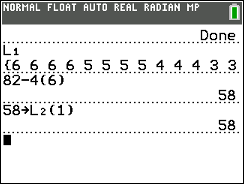 NORMAL FLOAT AUTO REAL RADIAN MP
Done
L₁
{6 6 6 6 5 5 5 5 4 4 4 3 3
82-4(6)
58
58→L₂(1)
58